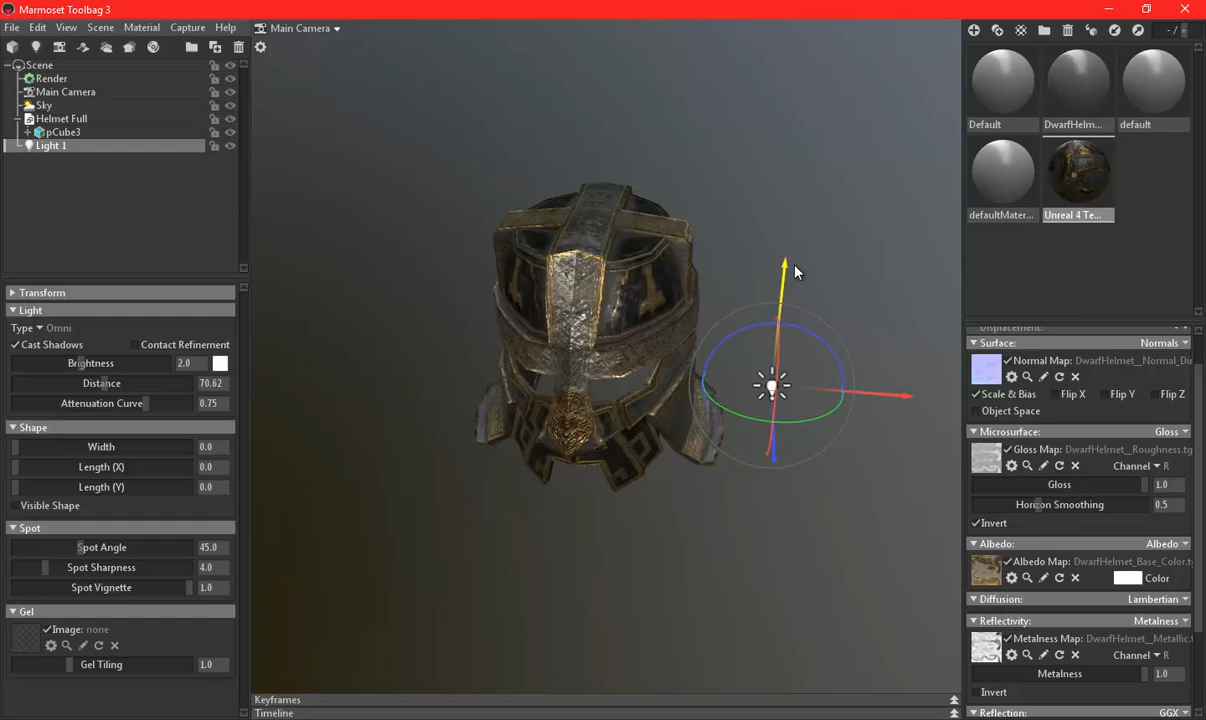 Marmoset Toolbag 3
File Edit View Scene Material Capture Help
Main Camera
- /
Scene
Render
Main Camera
Sky
Helmet Full
pCube3
Light 1
Default DwarfHelm... default
defaultMater... Unreal 4 Te...
Transform
Light
Type Omni
Cast Shadows Contact Refinement
Brightness 2.0
Distance 70.62
Attenuation Curve 0.75
Shape
Width 0.0
Length (X) 0.0
Length (Y) 0.0
Visible Shape
Spot
Spot Angle 45.0
Spot Sharpness 4.0
Spot Vignette 1.0
Gel
Image: none
Gel Tiling 1.0
Displacement:
Surface: Normals
Normal Map: DwarfHelmet__Normal_Dir
Scale & Bias Flip X Flip Y Flip Z
Object Space
Microsurface: Gloss
Gloss Map: DwarfHelmet__Roughness.tg
Channel R
Gloss 1.0
Horizon Smoothing 0.5
Invert
Albedo: Albedo
Albedo Map: DwarfHelmet_Base_Color.t
Color
Diffusion: Lambertian
Reflectivity: Metalness
Metalness Map: DwarfHelmet__Metallic.t
Channel R
Metalness 1.0
Invert
Reflection: GGX
Keyframes
Timeline